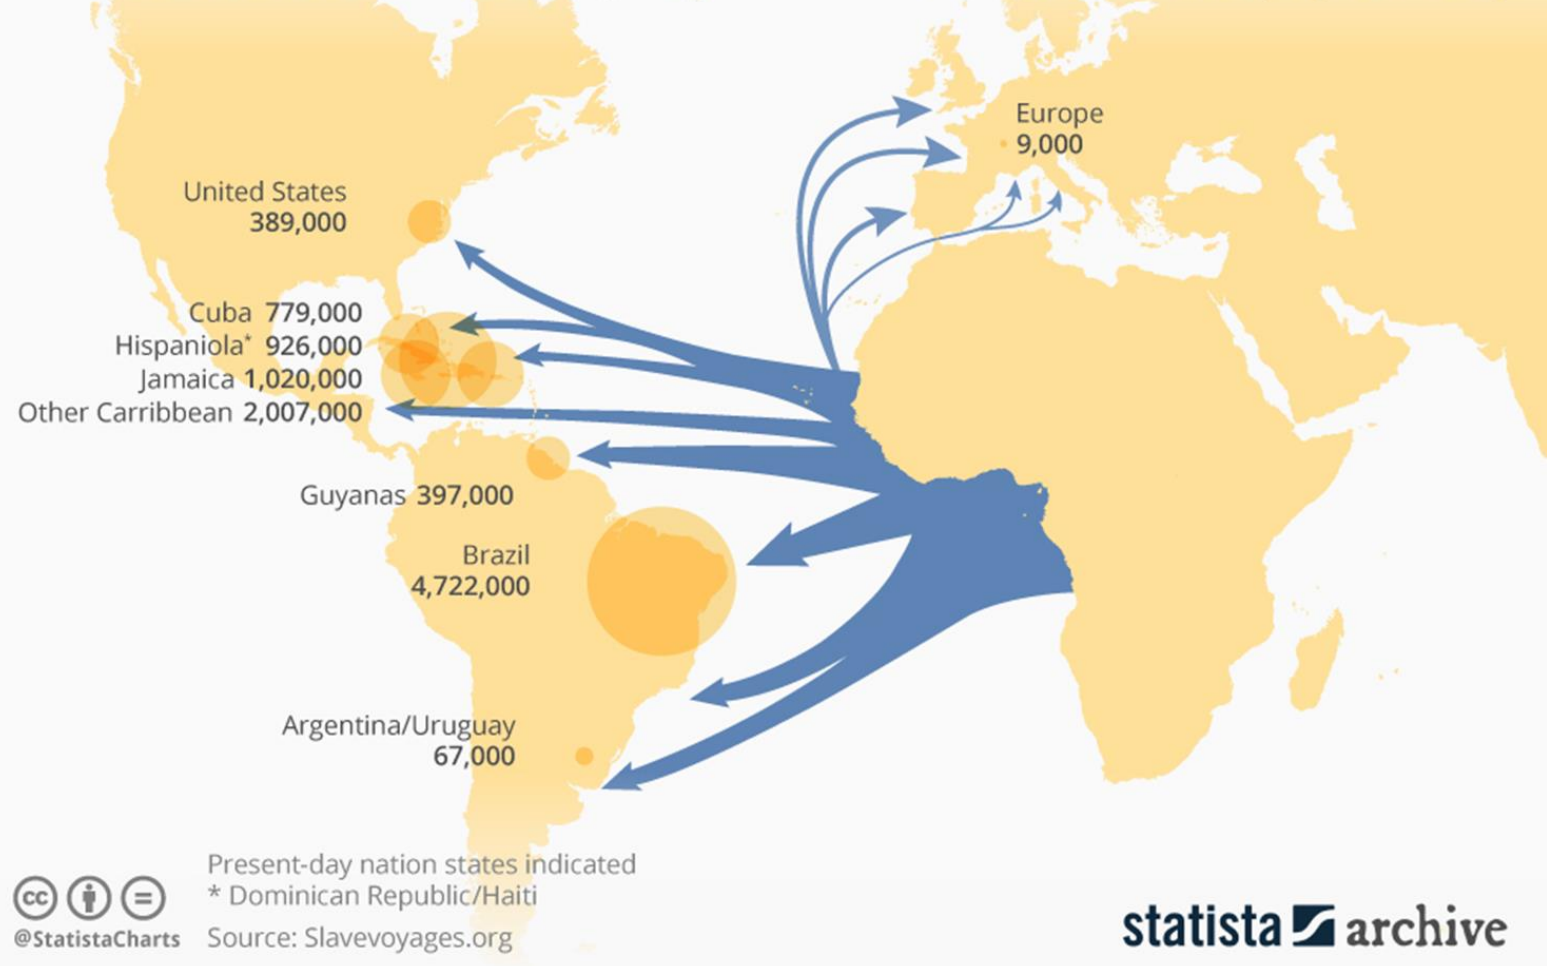 Europe
9,000
United States
389,000
Cuba 779,000
Hispaniola* 926,000
Jamaica 1,020,000
Other Carribbean 2,007,000
Guyanas 397,000
Brazil
4,722,000
Argentina/Uruguay
67,000
Present-day nation states indicated
* Dominican Republic/Haiti
cc
@StatistaCharts
Source: Slavevoyages.org
statista archive